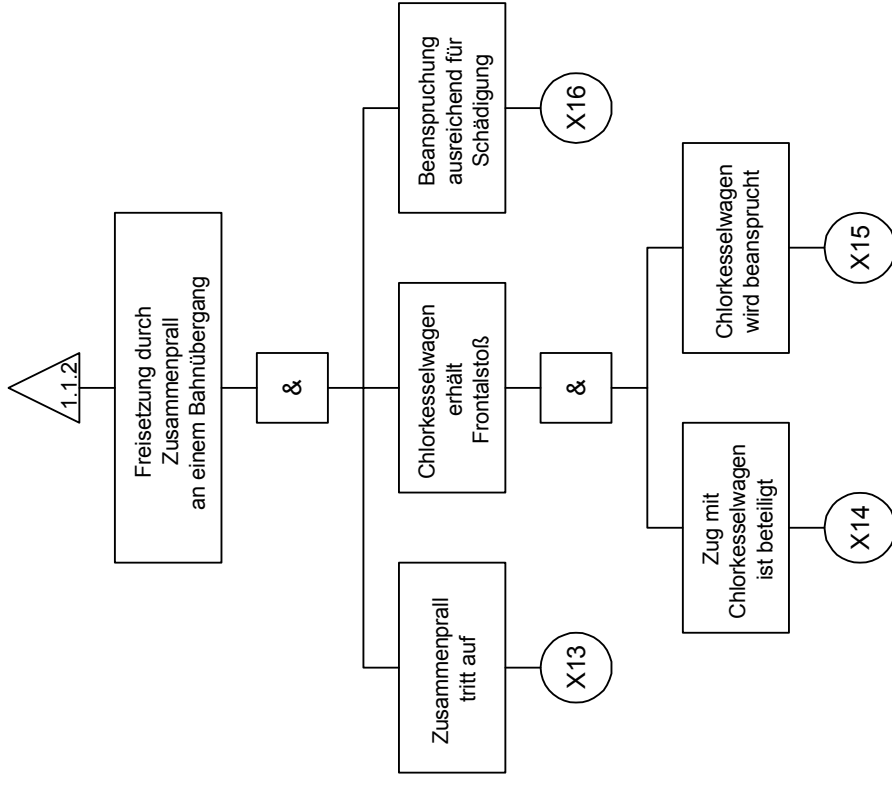 1.1.2
Freisetzung durch
Zusammenprall
an einem Bahnübergang
&
Zusammenprall
tritt auf
X13
Chlorkesselwagen
erhält
Frontalstoß
&
Beanspruchung
ausreichend für
Schädigung
X16
Zug mit
Chlorkesselwagen
ist beteiligt
X14
Chlorkesselwagen
wird beansprucht
X15